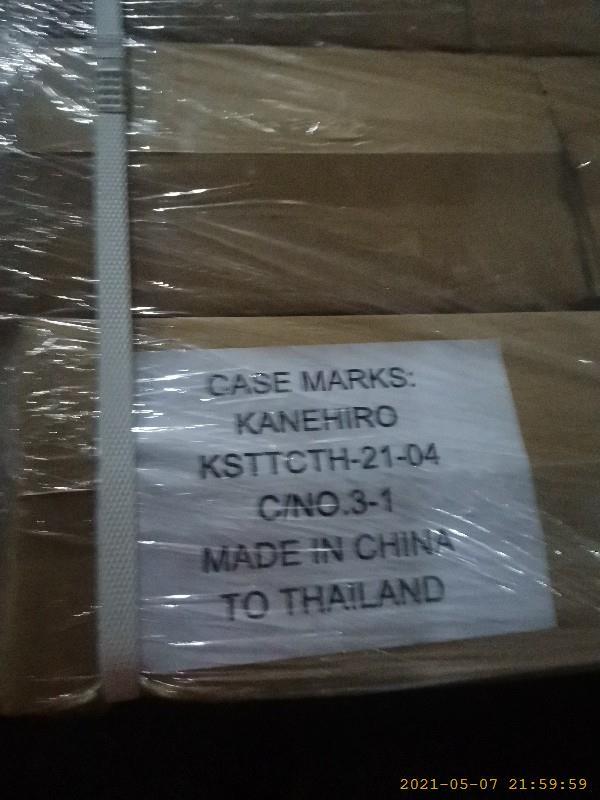 CASE MARKS:
KANEHIRO
KSTTCTH-21-04
C/NO.3-1
MADE IN CHINA
TO THAILAND
2021-05-07 21:59:59